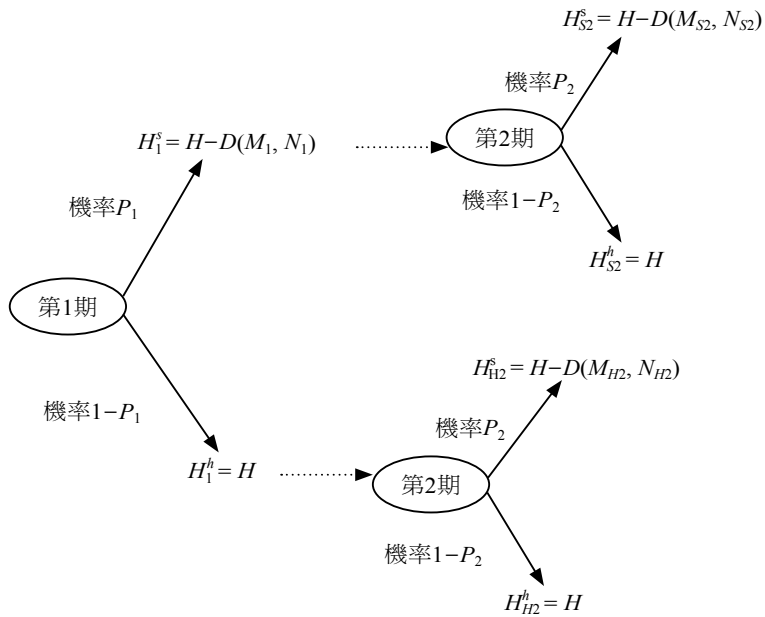 H^s_{S2} = H−D(M_{S2}, N_{S2})
機率P_2
第2期
機率1−P_2
H^h_{S2} = H
H^s_1 = H−D(M_1, N_1)
機率P_1
第1期
機率1−P_1
H^h_1 = H
H^s_{H2} = H−D(M_{H2}, N_{H2})
機率P_2
第2期
機率1−P_2
H^h_{H2} = H